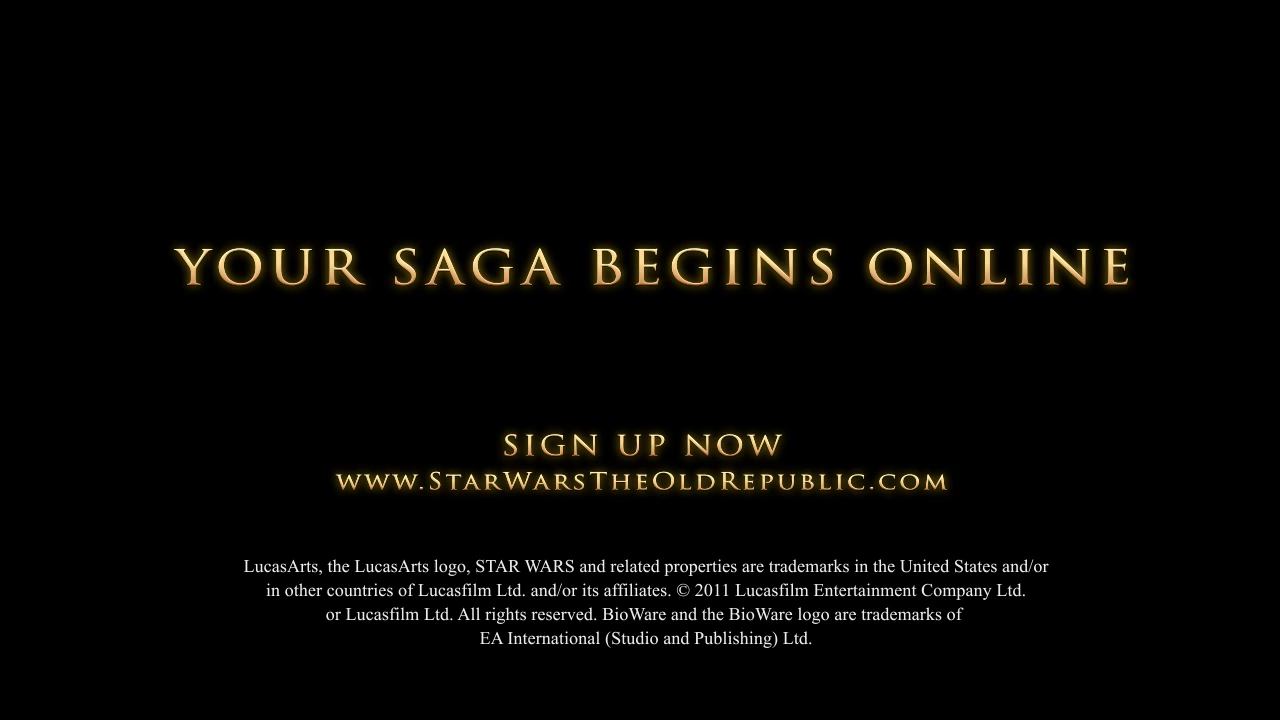 YOUR SAGA BEGINS ONLINE
SIGN UP NOW
WWW.STARWARSTHEOLDREPUBLIC.COM
LucasArts, the LucasArts logo, STAR WARS and related properties are trademarks in the United States and/or
in other countries of Lucasfilm Ltd. and/or its affiliates. © 2011 Lucasfilm Entertainment Company Ltd.
or Lucasfilm Ltd. All rights reserved. BioWare and the BioWare logo are trademarks of
EA International (Studio and Publishing) Ltd.